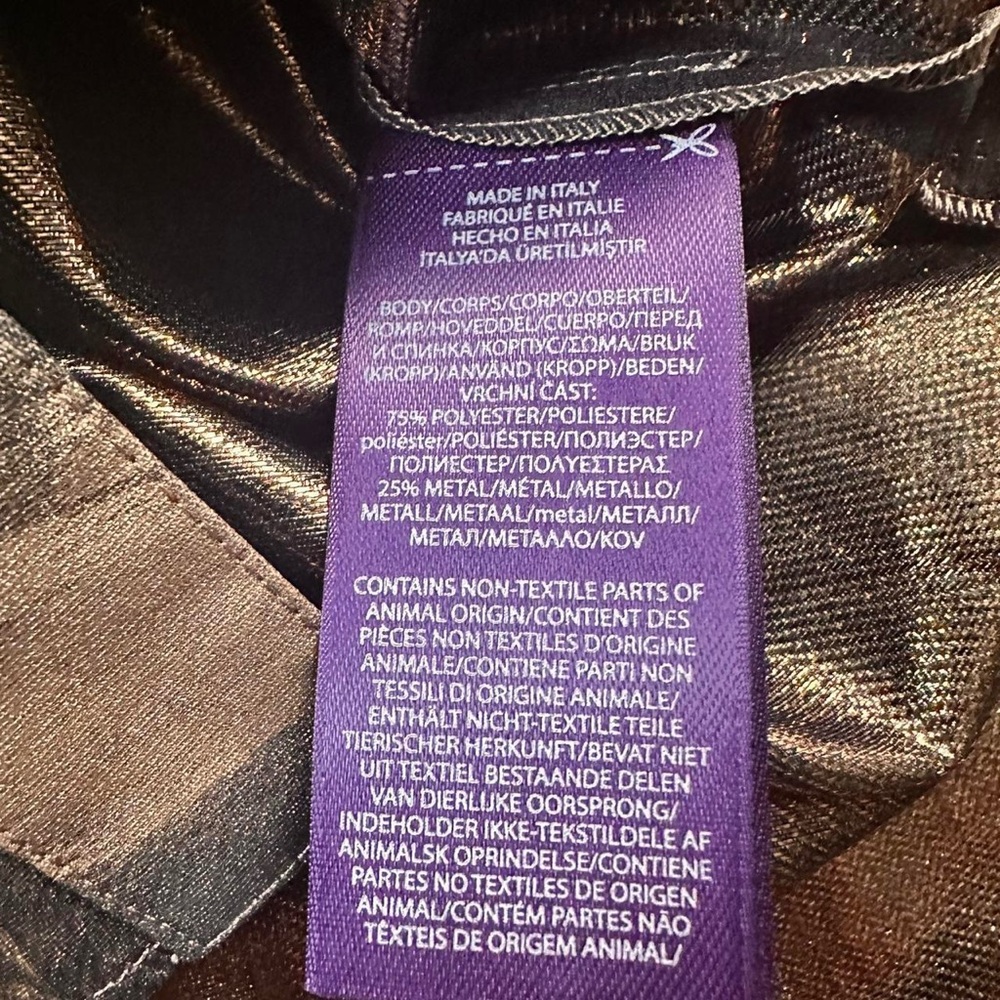 MADE IN ITALY
FABRIQUÉ EN ITALIE
HECHO EN ITALIA
İTALYA'DA ÜRETİLMİŞTİR
BODY/CORPS/CORPO/OBERTEIL/
ROMP/HOVEDDEL/CUERPO/ПЕРЕД
И СПИНКА/КОРПУС/ΣΩΜΑ/BRUK
(KROPP)/ANVÄND (KROPP)/BEDEN/
VRCHNÍ ČÁST:
75% POLYESTER/POLIESTERE/
poliéster/POLIÉSTER/ПОЛИЭСТЕР/
ПОЛИЕСТЕР/ΠΟΛΥΕΣΤΕΡΑΣ
25% METAL/MÉTAL/METALLO/
METALL/METAAL/metal/МЕТАЛЛ/
МЕТАЛ/ΜΕΤΑΛΛΟ/KOV
CONTAINS NON-TEXTILE PARTS OF
ANIMAL ORIGIN/CONTIENT DES
PIÈCES NON TEXTILES D'ORIGINE
ANIMALE/CONTIENE PARTI NON
TESSILI DI ORIGINE ANIMALE/
ENTHÄLT NICHT-TEXTILE TEILE
TIERISCHER HERKUNFT/BEVAT NIET
UIT TEXTIEL BESTAANDE DELEN
VAN DIERLIJKE OORSPRONG/
INDEHOLDER IKKE-TEKSTILDELE AF
ANIMALSK OPRINDELSE/CONTIENE
PARTES NO TEXTILES DE ORIGEN
ANIMAL/CONTÉM PARTES NÃO
TÊXTEIS DE ORIGEM ANIMAL/